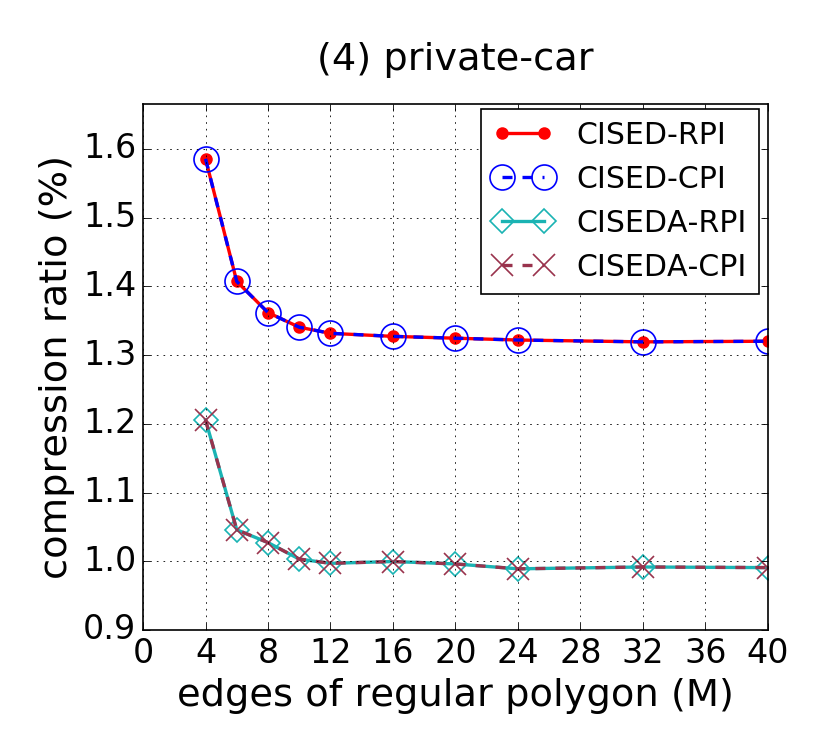 (4) private-car
CISED-RPI
CISED-CPI
CISEDA-RPI
CISEDA-CPI
compression ratio (%)
1.6
1.5
1.4
1.3
1.2
1.1
1.0
0.9
0 4 8 12 16 20 24 28 32 36 40
edges of regular polygon (M)